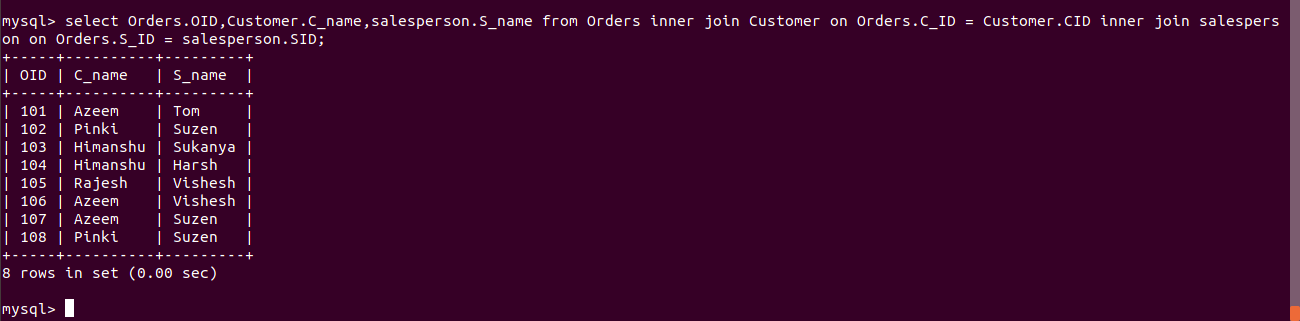 mysql> select Orders.OID,Customer.C_name,salesperson.S_name from Orders inner join Customer on Orders.C_ID = Customer.CID inner join salespers
on on Orders.S_ID = salesperson.SID;
+-----+----------+---------+
| OID | C_name   | S_name  |
+-----+----------+---------+
| 101 | Azeem    | Tom     |
| 102 | Pinki    | Suzen   |
| 103 | Himanshu | Sukanya |
| 104 | Himanshu | Harsh   |
| 105 | Rajesh   | Vishesh |
| 106 | Azeem    | Vishesh |
| 107 | Azeem    | Suzen   |
| 108 | Pinki    | Suzen   |
+-----+----------+---------+
8 rows in set (0.00 sec)
mysql>